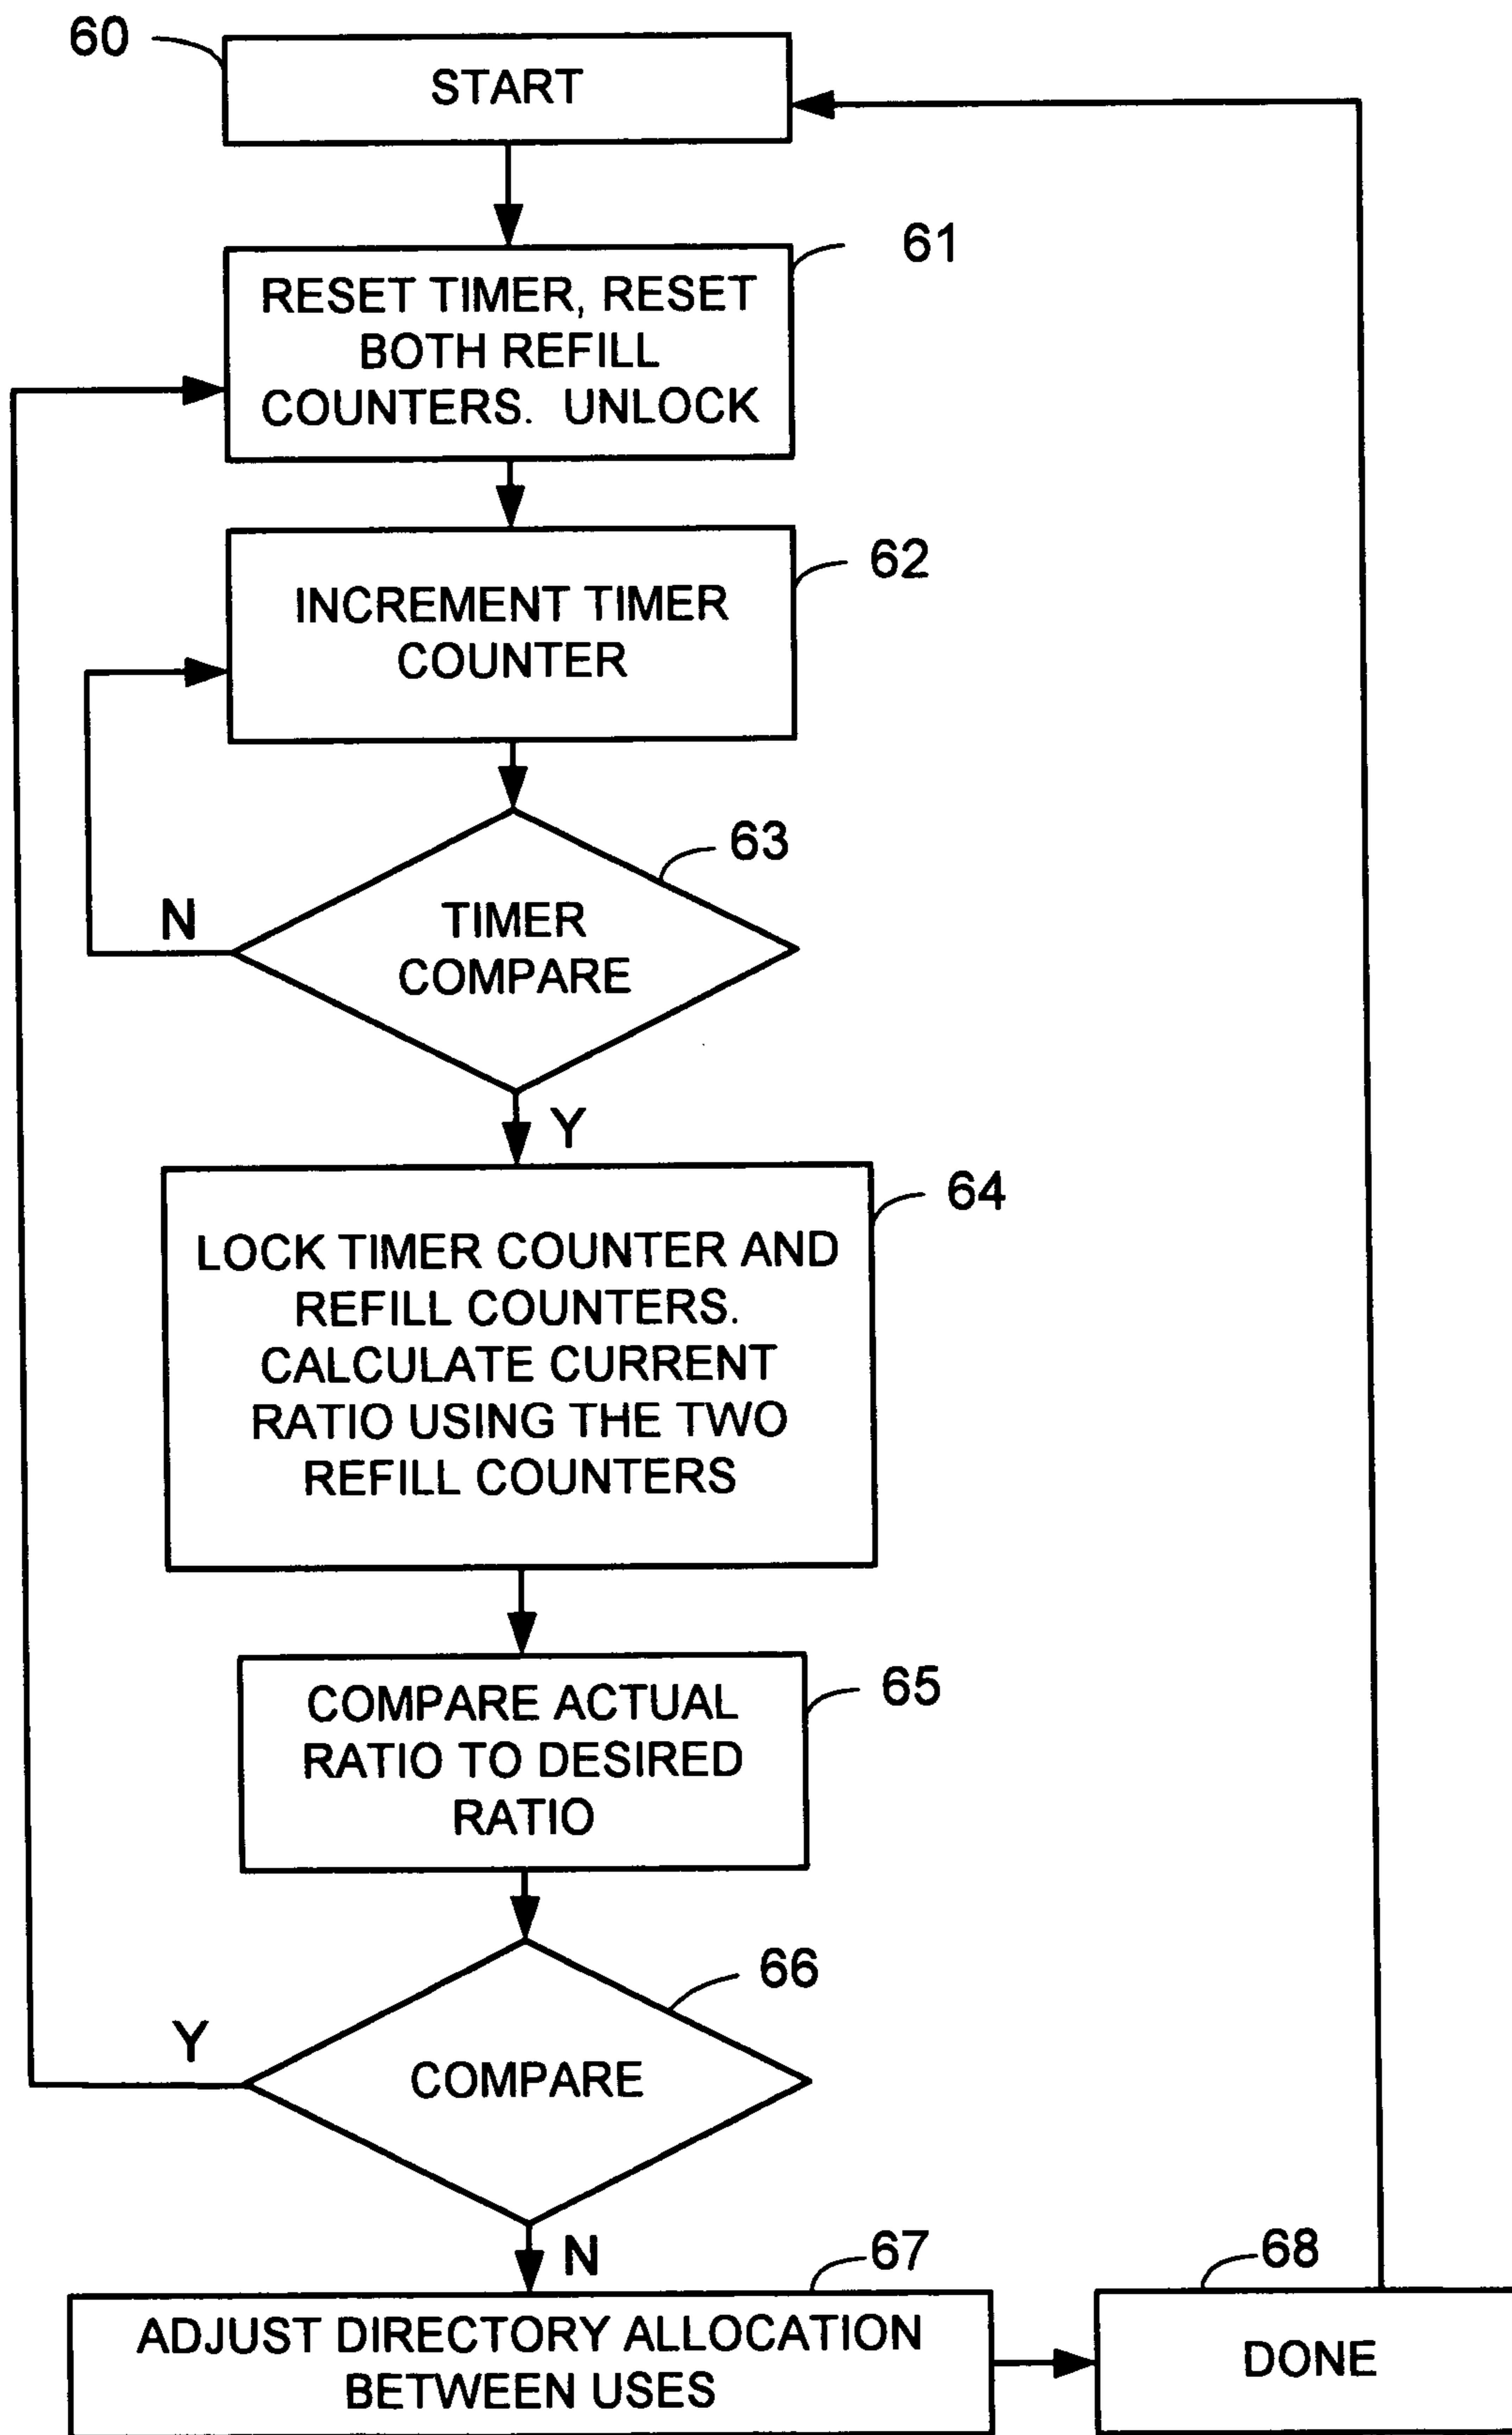 60
START
61
RESET TIMER, RESET
BOTH REFILL
COUNTERS. UNLOCK
62
INCREMENT TIMER
COUNTER
63
TIMER
COMPARE
N
Y
64
LOCK TIMER COUNTER AND
REFILL COUNTERS.
CALCULATE CURRENT
RATIO USING THE TWO
REFILL COUNTERS
65
COMPARE ACTUAL
RATIO TO DESIRED
RATIO
66
Y
COMPARE
N
67
ADJUST DIRECTORY ALLOCATION
BETWEEN USES
68
DONE